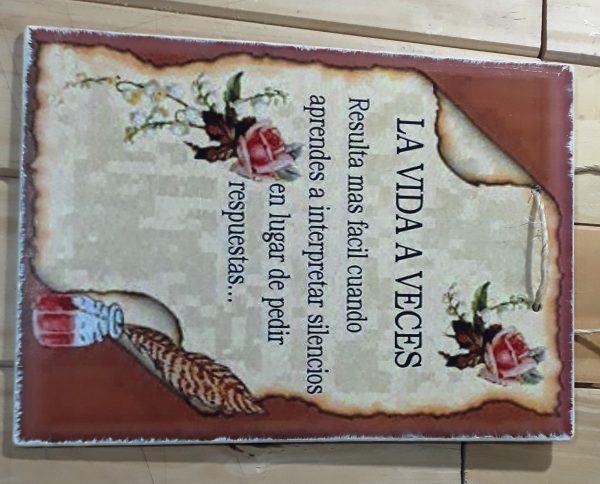 LA VIDA A VECES
Resulta mas facil cuando
aprendes a interpretar silencios
en lugar de pedir
respuestas...